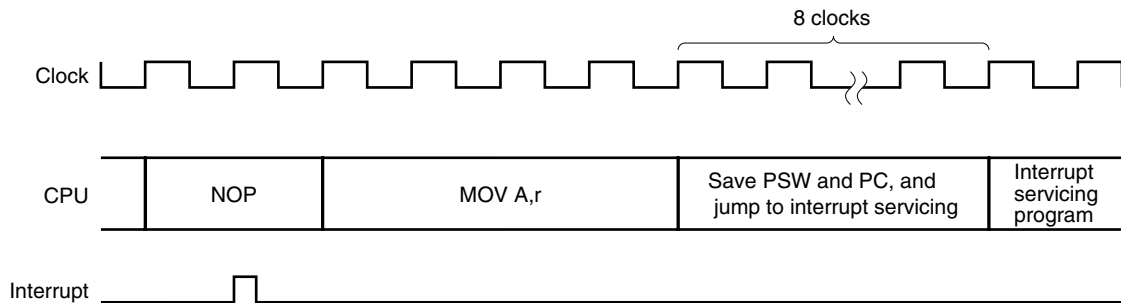 8 clocks
Clock
CPU
NOP
MOV A,r
Save PSW and PC, and
jump to interrupt servicing
Interrupt
servicing
program
Interrupt